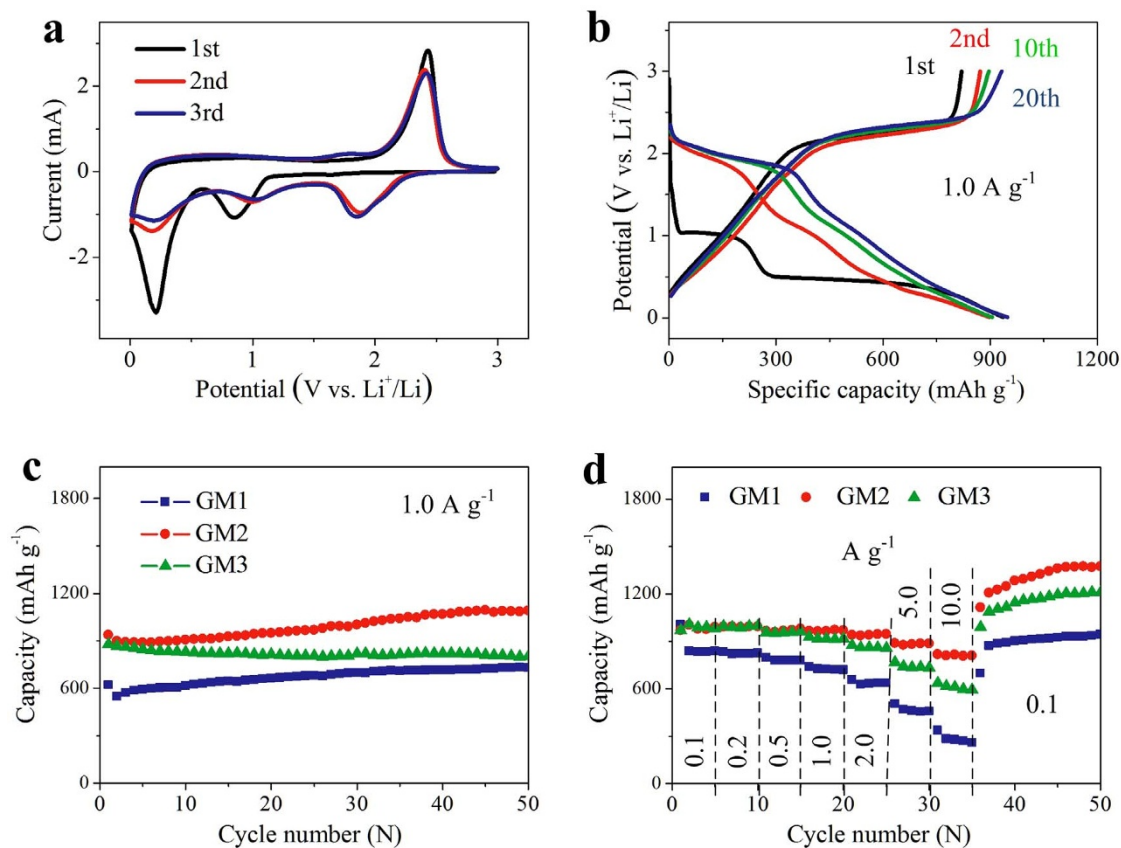 a
1st
2nd
3rd
2
0
-2
0
1
2
3
Current (mA)
Potential (V vs. Li⁺/Li)
b
1st
2nd
10th
20th
1.0 A g⁻¹
3
2
1
0
0
300
600
900
1200
Potential (V vs. Li⁺/Li)
Specific capacity (mAh g⁻¹)
c
GM1
GM2
GM3
1.0 A g⁻¹
1800
1200
600
0
0
10
20
30
40
50
Capacity (mAh g⁻¹)
Cycle number (N)
d
GM1 GM2 GM3
A g⁻¹
0.1
0.2
0.5
1.0
2.0
5.0
10.0
0.1
1800
1200
600
0
0
10
20
30
40
50
Capacity (mAh g⁻¹)
Cycle number (N)